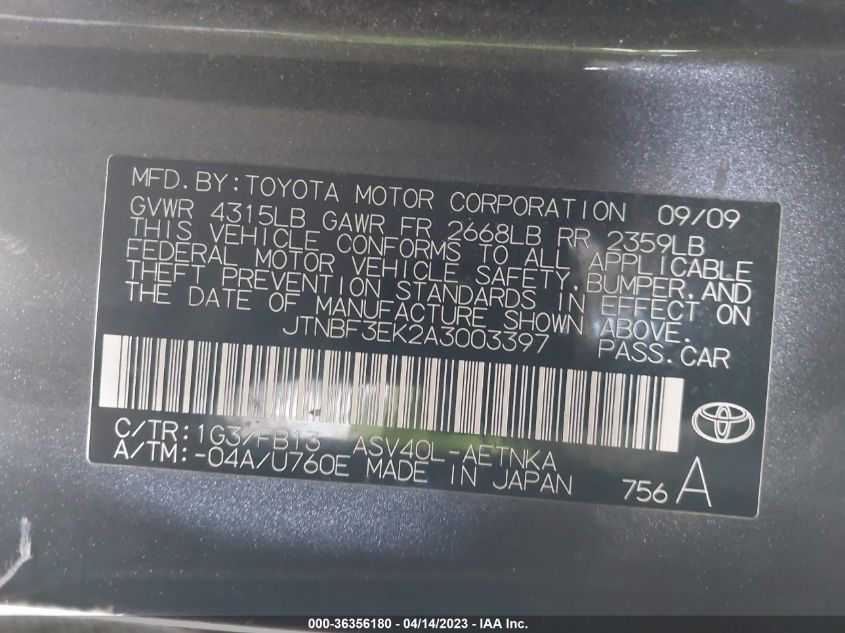 MFD.BY:TOYOTA MOTOR CORPORATION 09/09
GVWR 4315LB GAWR FR 2668LB RR 2359LB
THIS VEHICLE CONFORMS TO ALL APPLICABLE
FEDERAL MOTOR VEHICLE SAFETY,BUMPER,AND
THEFT PREVENTION STANDARDS IN EFFECT ON
THE DATE OF MANUFACTURE SHOWN ABOVE.
JTNBF3EK2A3003397 PASS.CAR
C/TR:1G3/FB13 ASV40L-AETNKA
A/TM:-04A/U760E MADE IN JAPAN 756 A
000-36356180 - 04/14/2023 - IAA Inc.